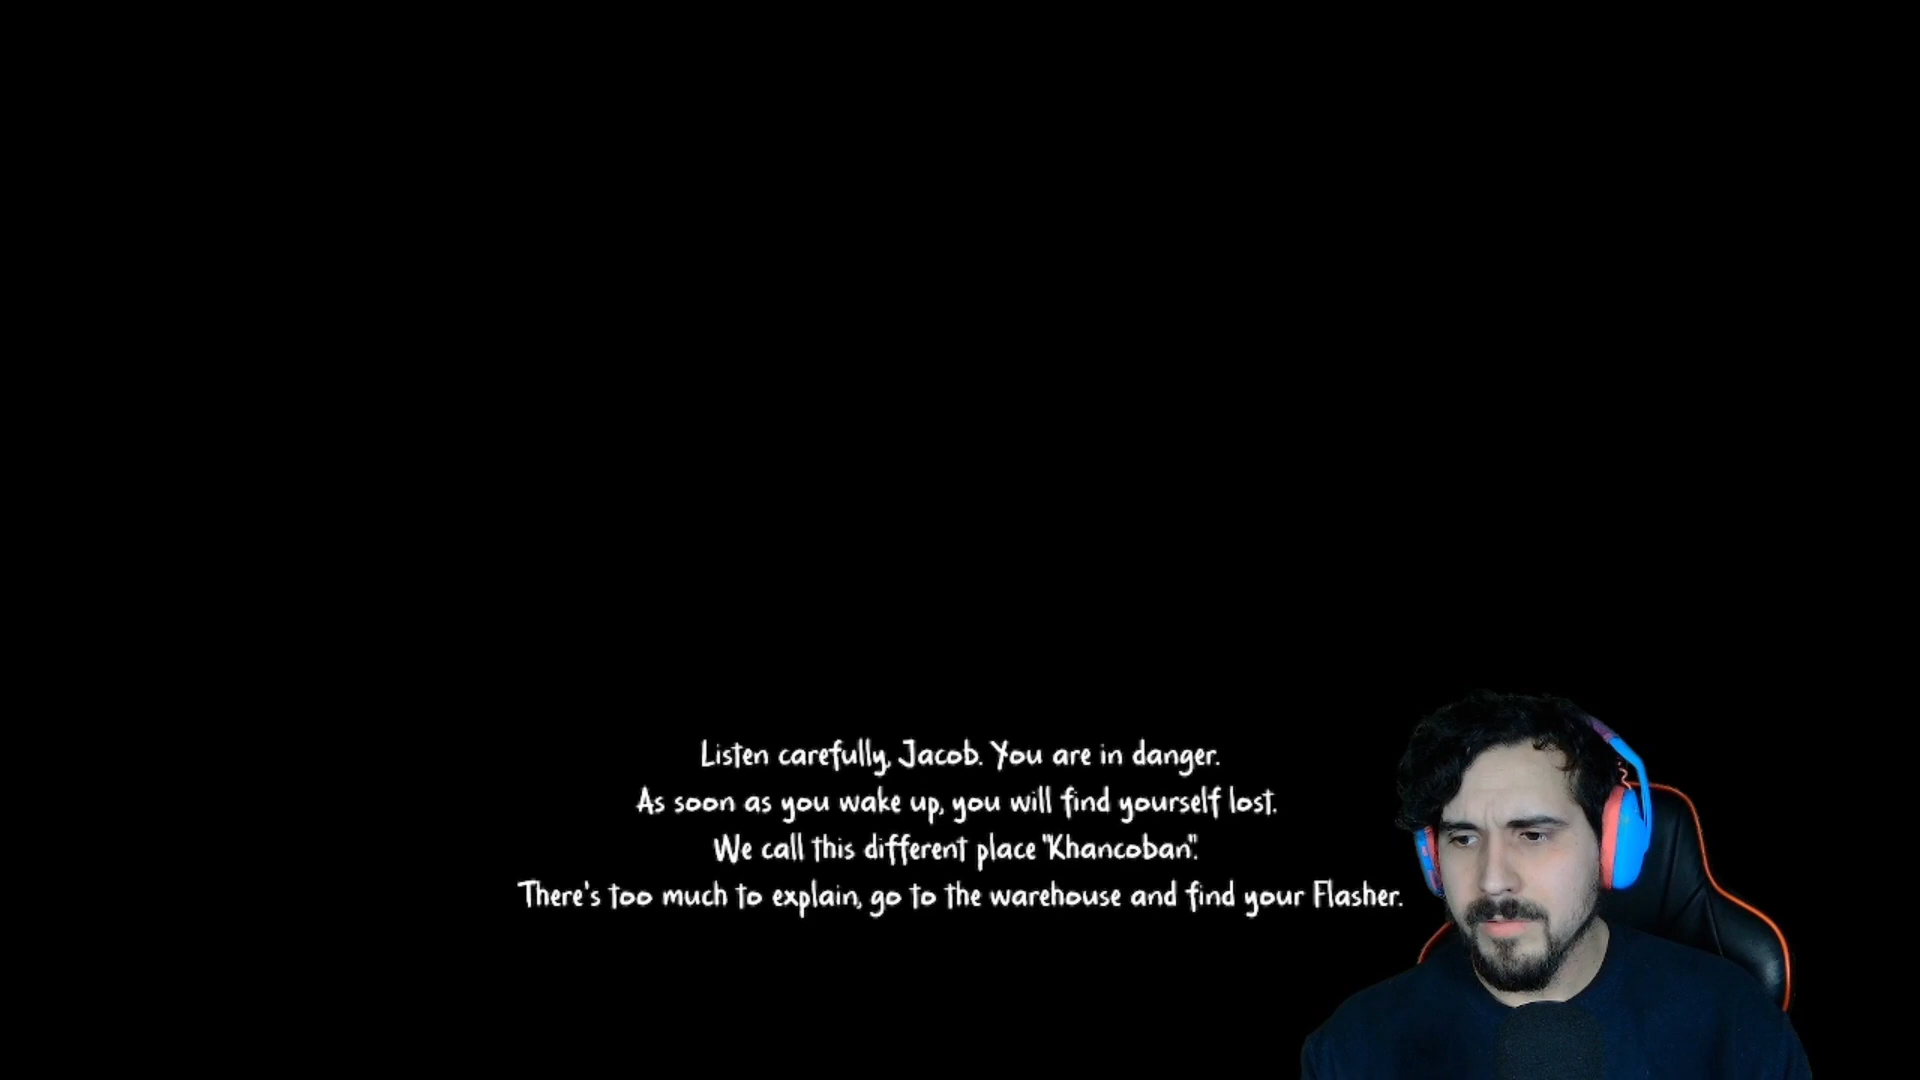 Listen carefully, Jacob. You are in danger.
As soon as you wake up, you will find yourself lost.
We call this different place "Khancoban".
There's too much to explain, go to the warehouse and find your Flasher.